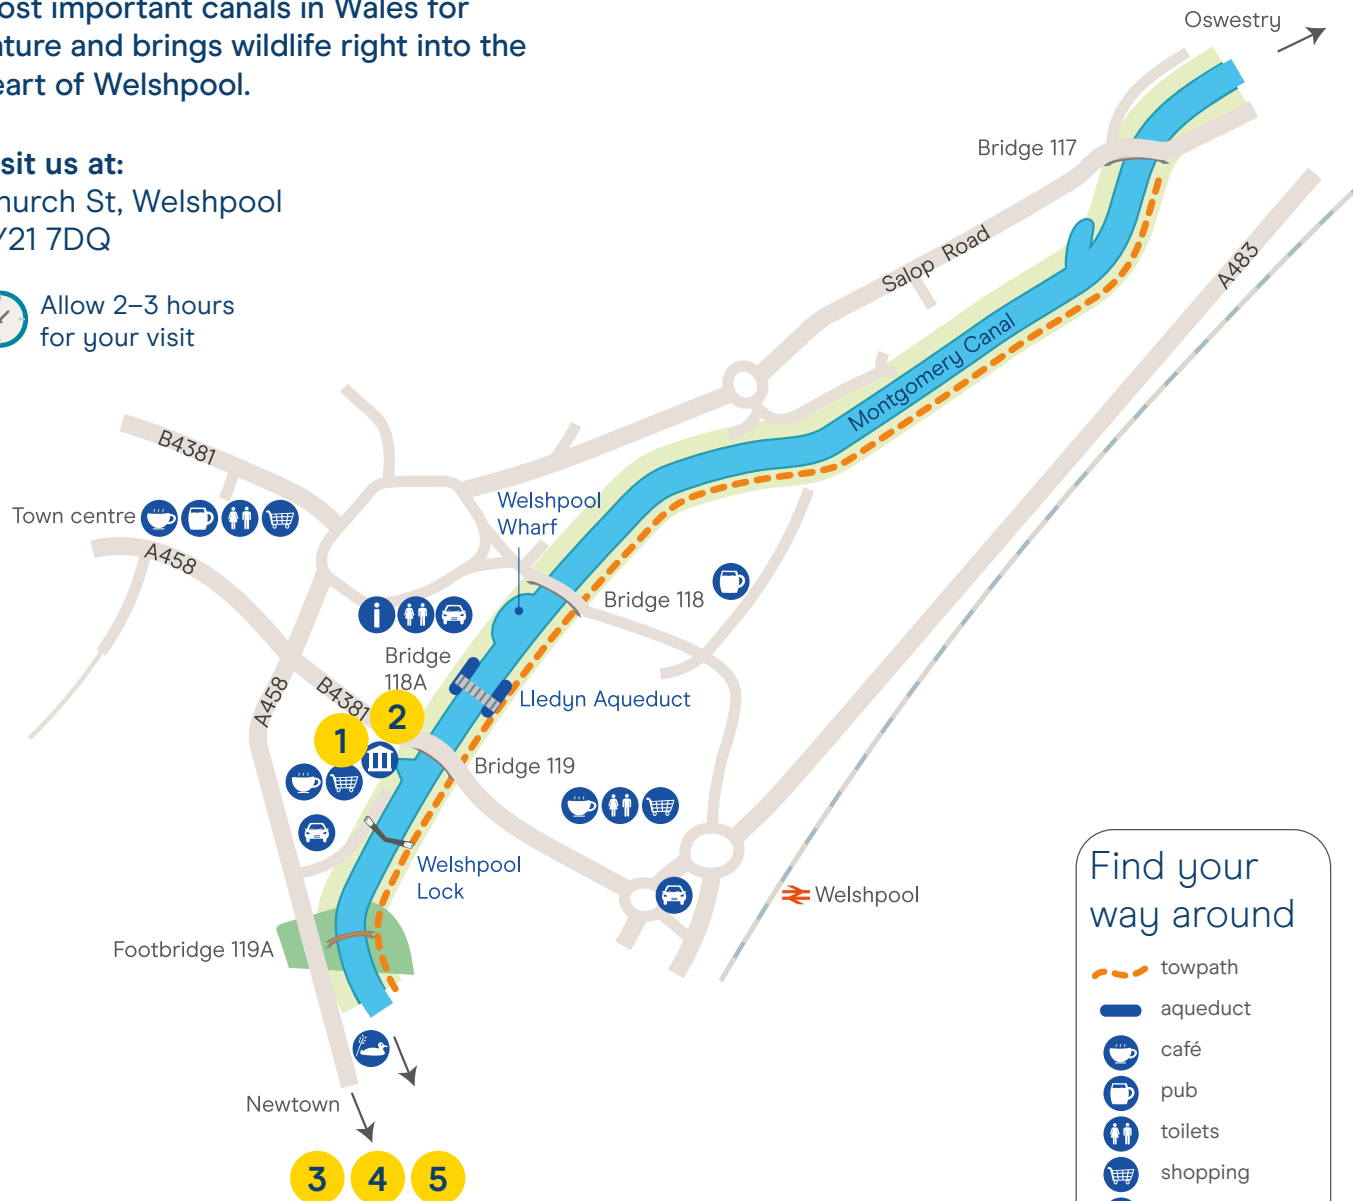 ost important canals in Wales for
ature and brings wildlife right into the
eart of Welshpool.
sit us at:
hurch St, Welshpool
Y21 7DQ
Allow 2–3 hours
for your visit
Oswestry
Bridge 117
Salop Road
A483
Montgomery Canal
B4381
Town centre
A458
Welshpool
Wharf
Bridge 118
Bridge
118A
Lledyn Aqueduct
A458
B4381
2
1
Bridge 119
Welshpool
Lock
Welshpool
Footbridge 119A
Newtown
3 4 5
Find your
way around
towpath
aqueduct
café
pub
toilets
shopping